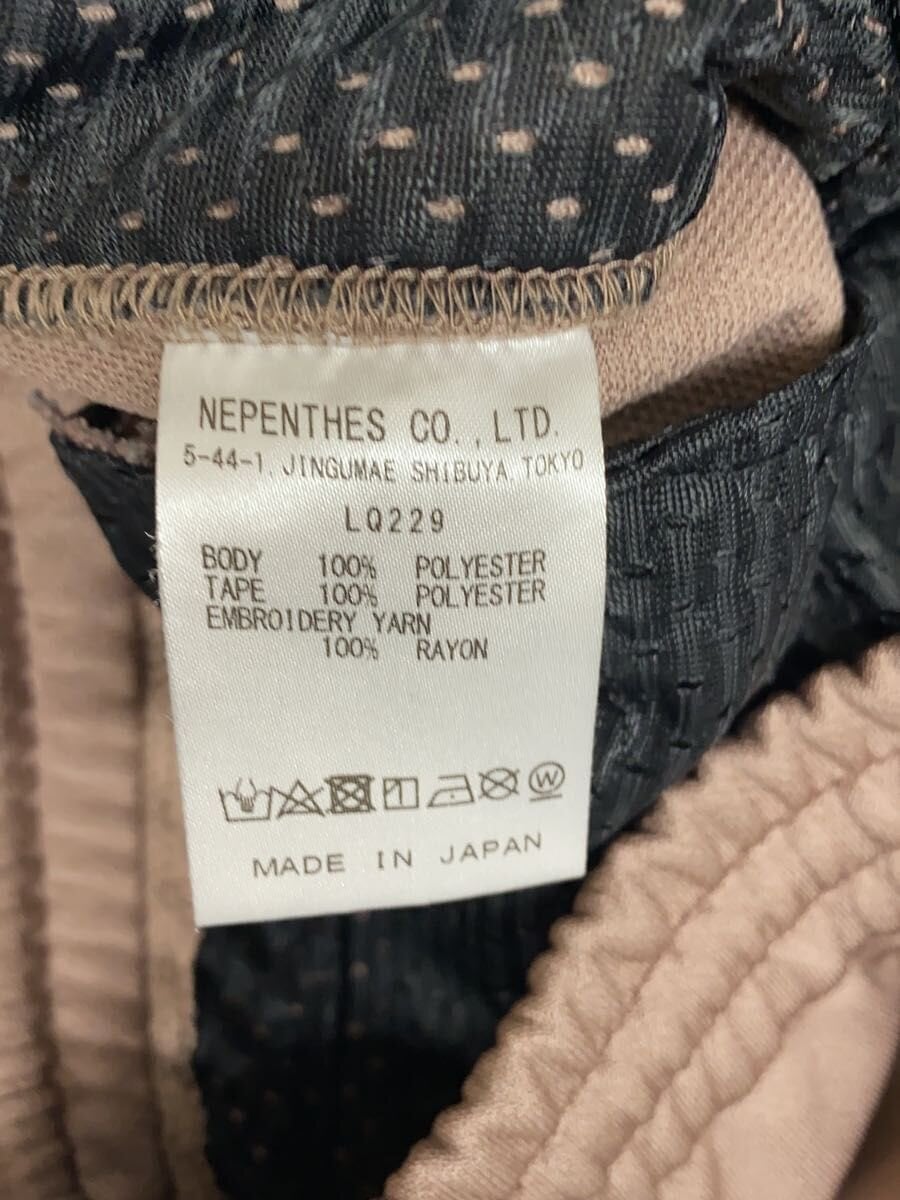 NEPENTHES CO.,LTD.
5-44-1, JINGUMAE SHIBUYA TOKYO
LQ229
BODY 100% POLYESTER
TAPE 100% POLYESTER
EMBROIDERY YARN
100% RAYON
W
MADE IN JAPAN